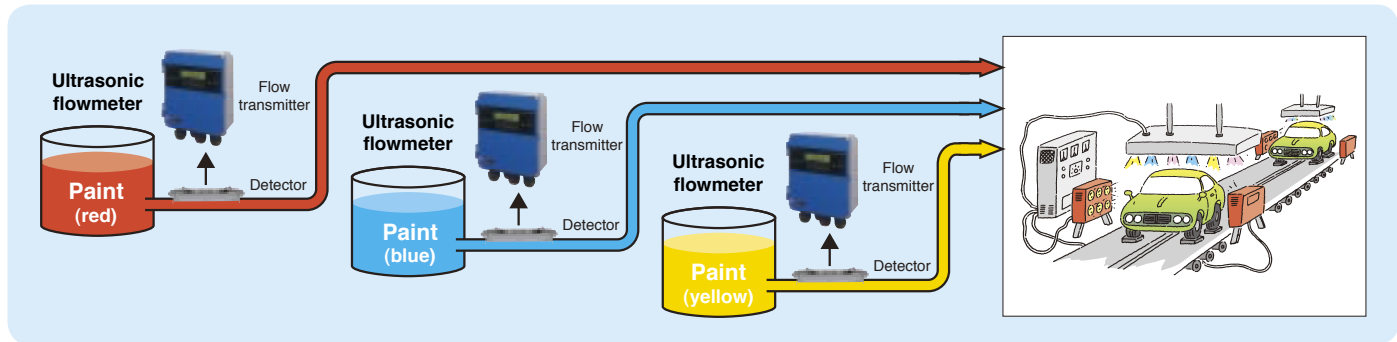 Ultrasonic
flowmeter
Flow
transmitter
Detector
Paint
(red)
Ultrasonic
flowmeter
Flow
transmitter
Detector
Paint
(blue)
Ultrasonic
flowmeter
Flow
transmitter
Detector
Paint
(yellow)